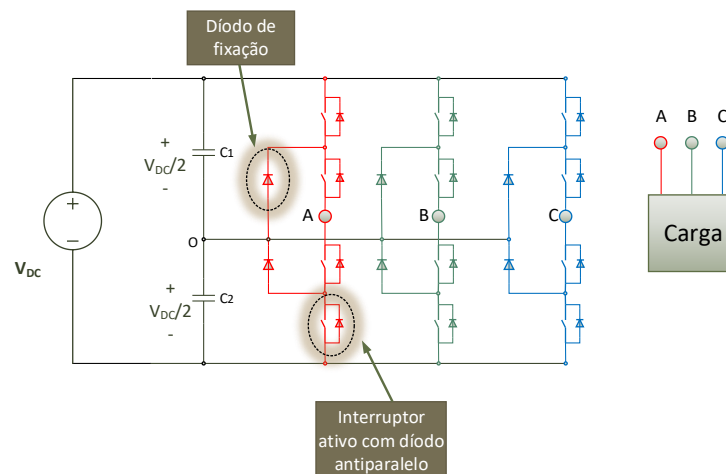 Díodo de
fixação
+
V_DC/2
-
C1
A
B
C
O
+
V_DC/2
-
C2
+
−
V_DC
A
B
C
Carga
Interruptor
ativo com díodo
antiparalelo